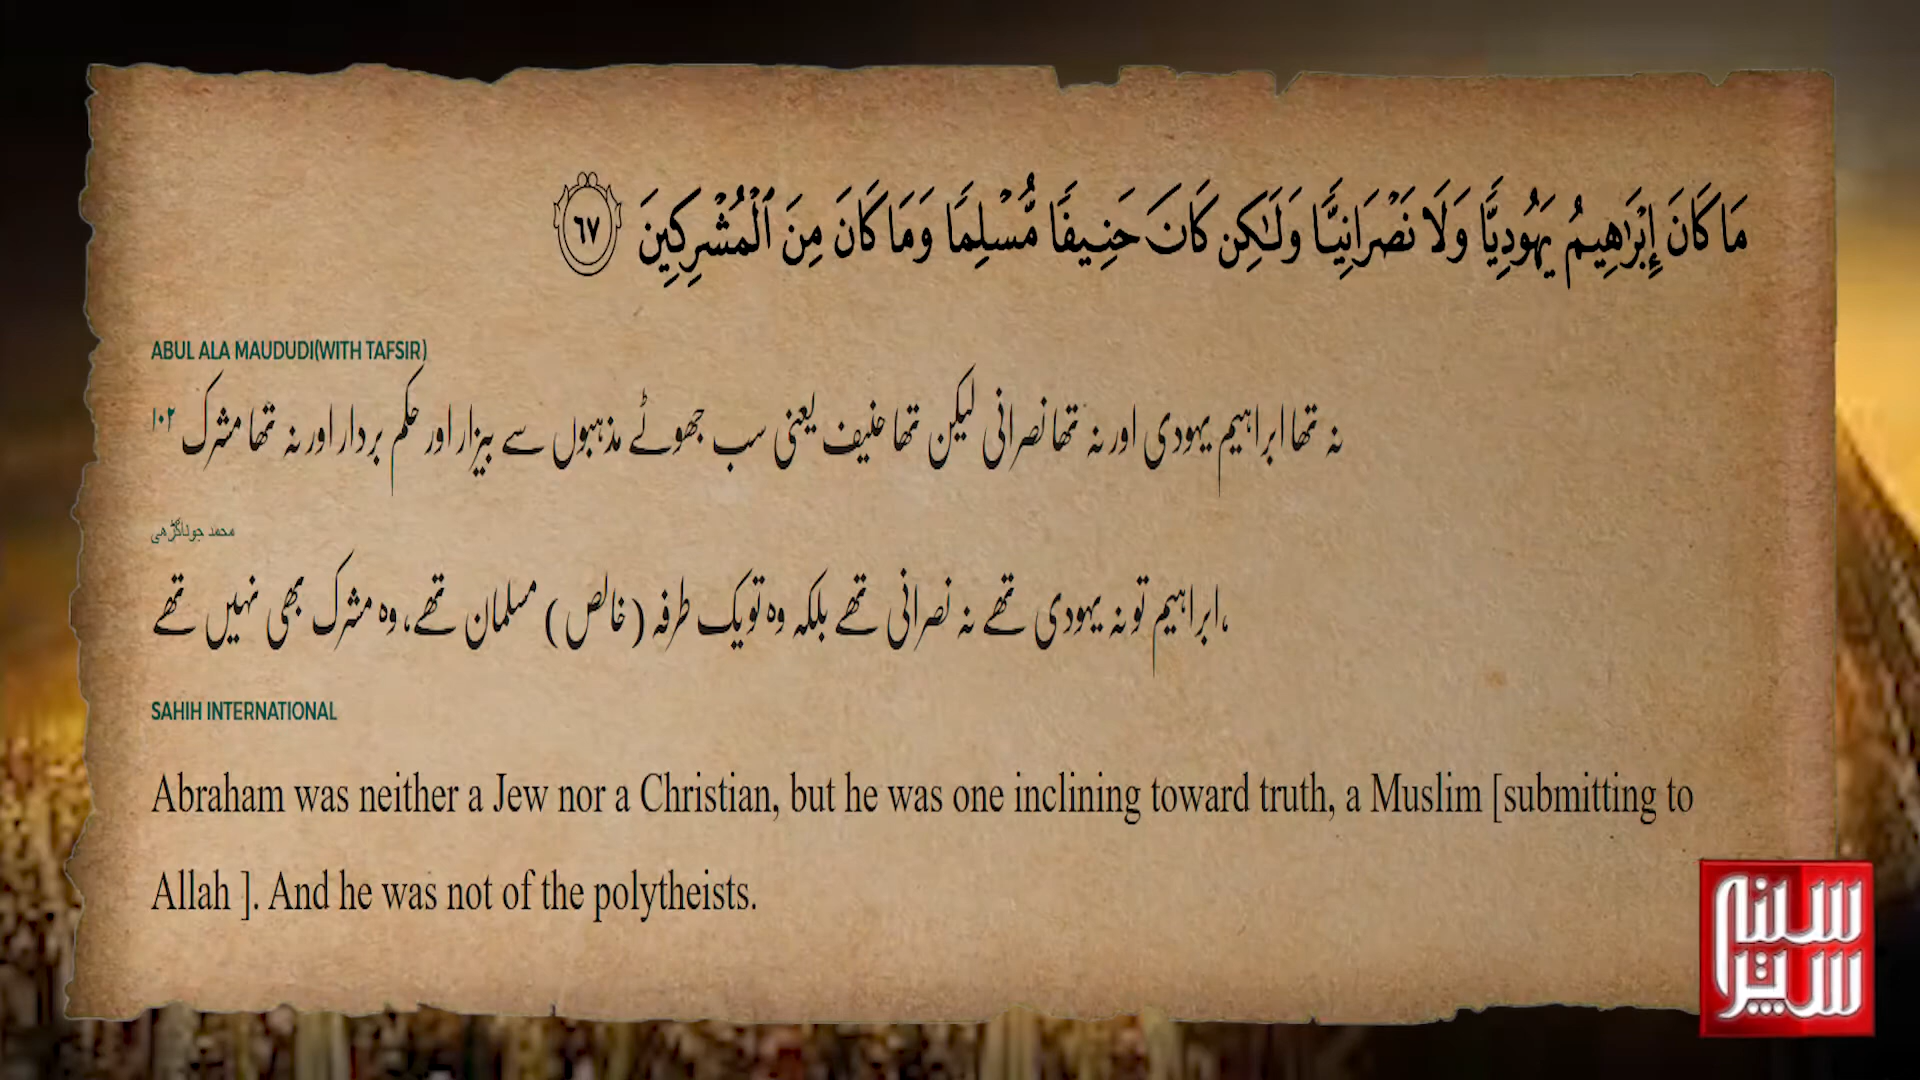 مَا كَانَ إِبْرَٰهِيمُ يَهُودِيًّا وَلَا نَصْرَانِيًّا وَلَـٰكِن كَانَ حَنِيفًا مُّسْلِمًا وَمَا كَانَ مِنَ ٱلْمُشْرِكِينَ ٦٧
ABUL ALA MAUDUDI(WITH TAFSIR)
نہ تھا ابراہیم یہودی اور نہ تھا نصرانی لیکن تھا حنیف یعنی سب جھوٹے مذہبوں سے بیزار اور حکم بردار اور نہ تھا مشرک ۱۰۲
محمد جوناگڑھی
ابراہیم تو نہ یہودی تھے نہ نصرانی تھے بلکہ وہ تو یک طرفہ (خالص) مسلمان تھے، وہ مشرک بھی نہیں تھے،
SAHIH INTERNATIONAL
Abraham was neither a Jew nor a Christian, but he was one inclining toward truth, a Muslim [submitting to
Allah ]. And he was not of the polytheists.
سنہ
ستر